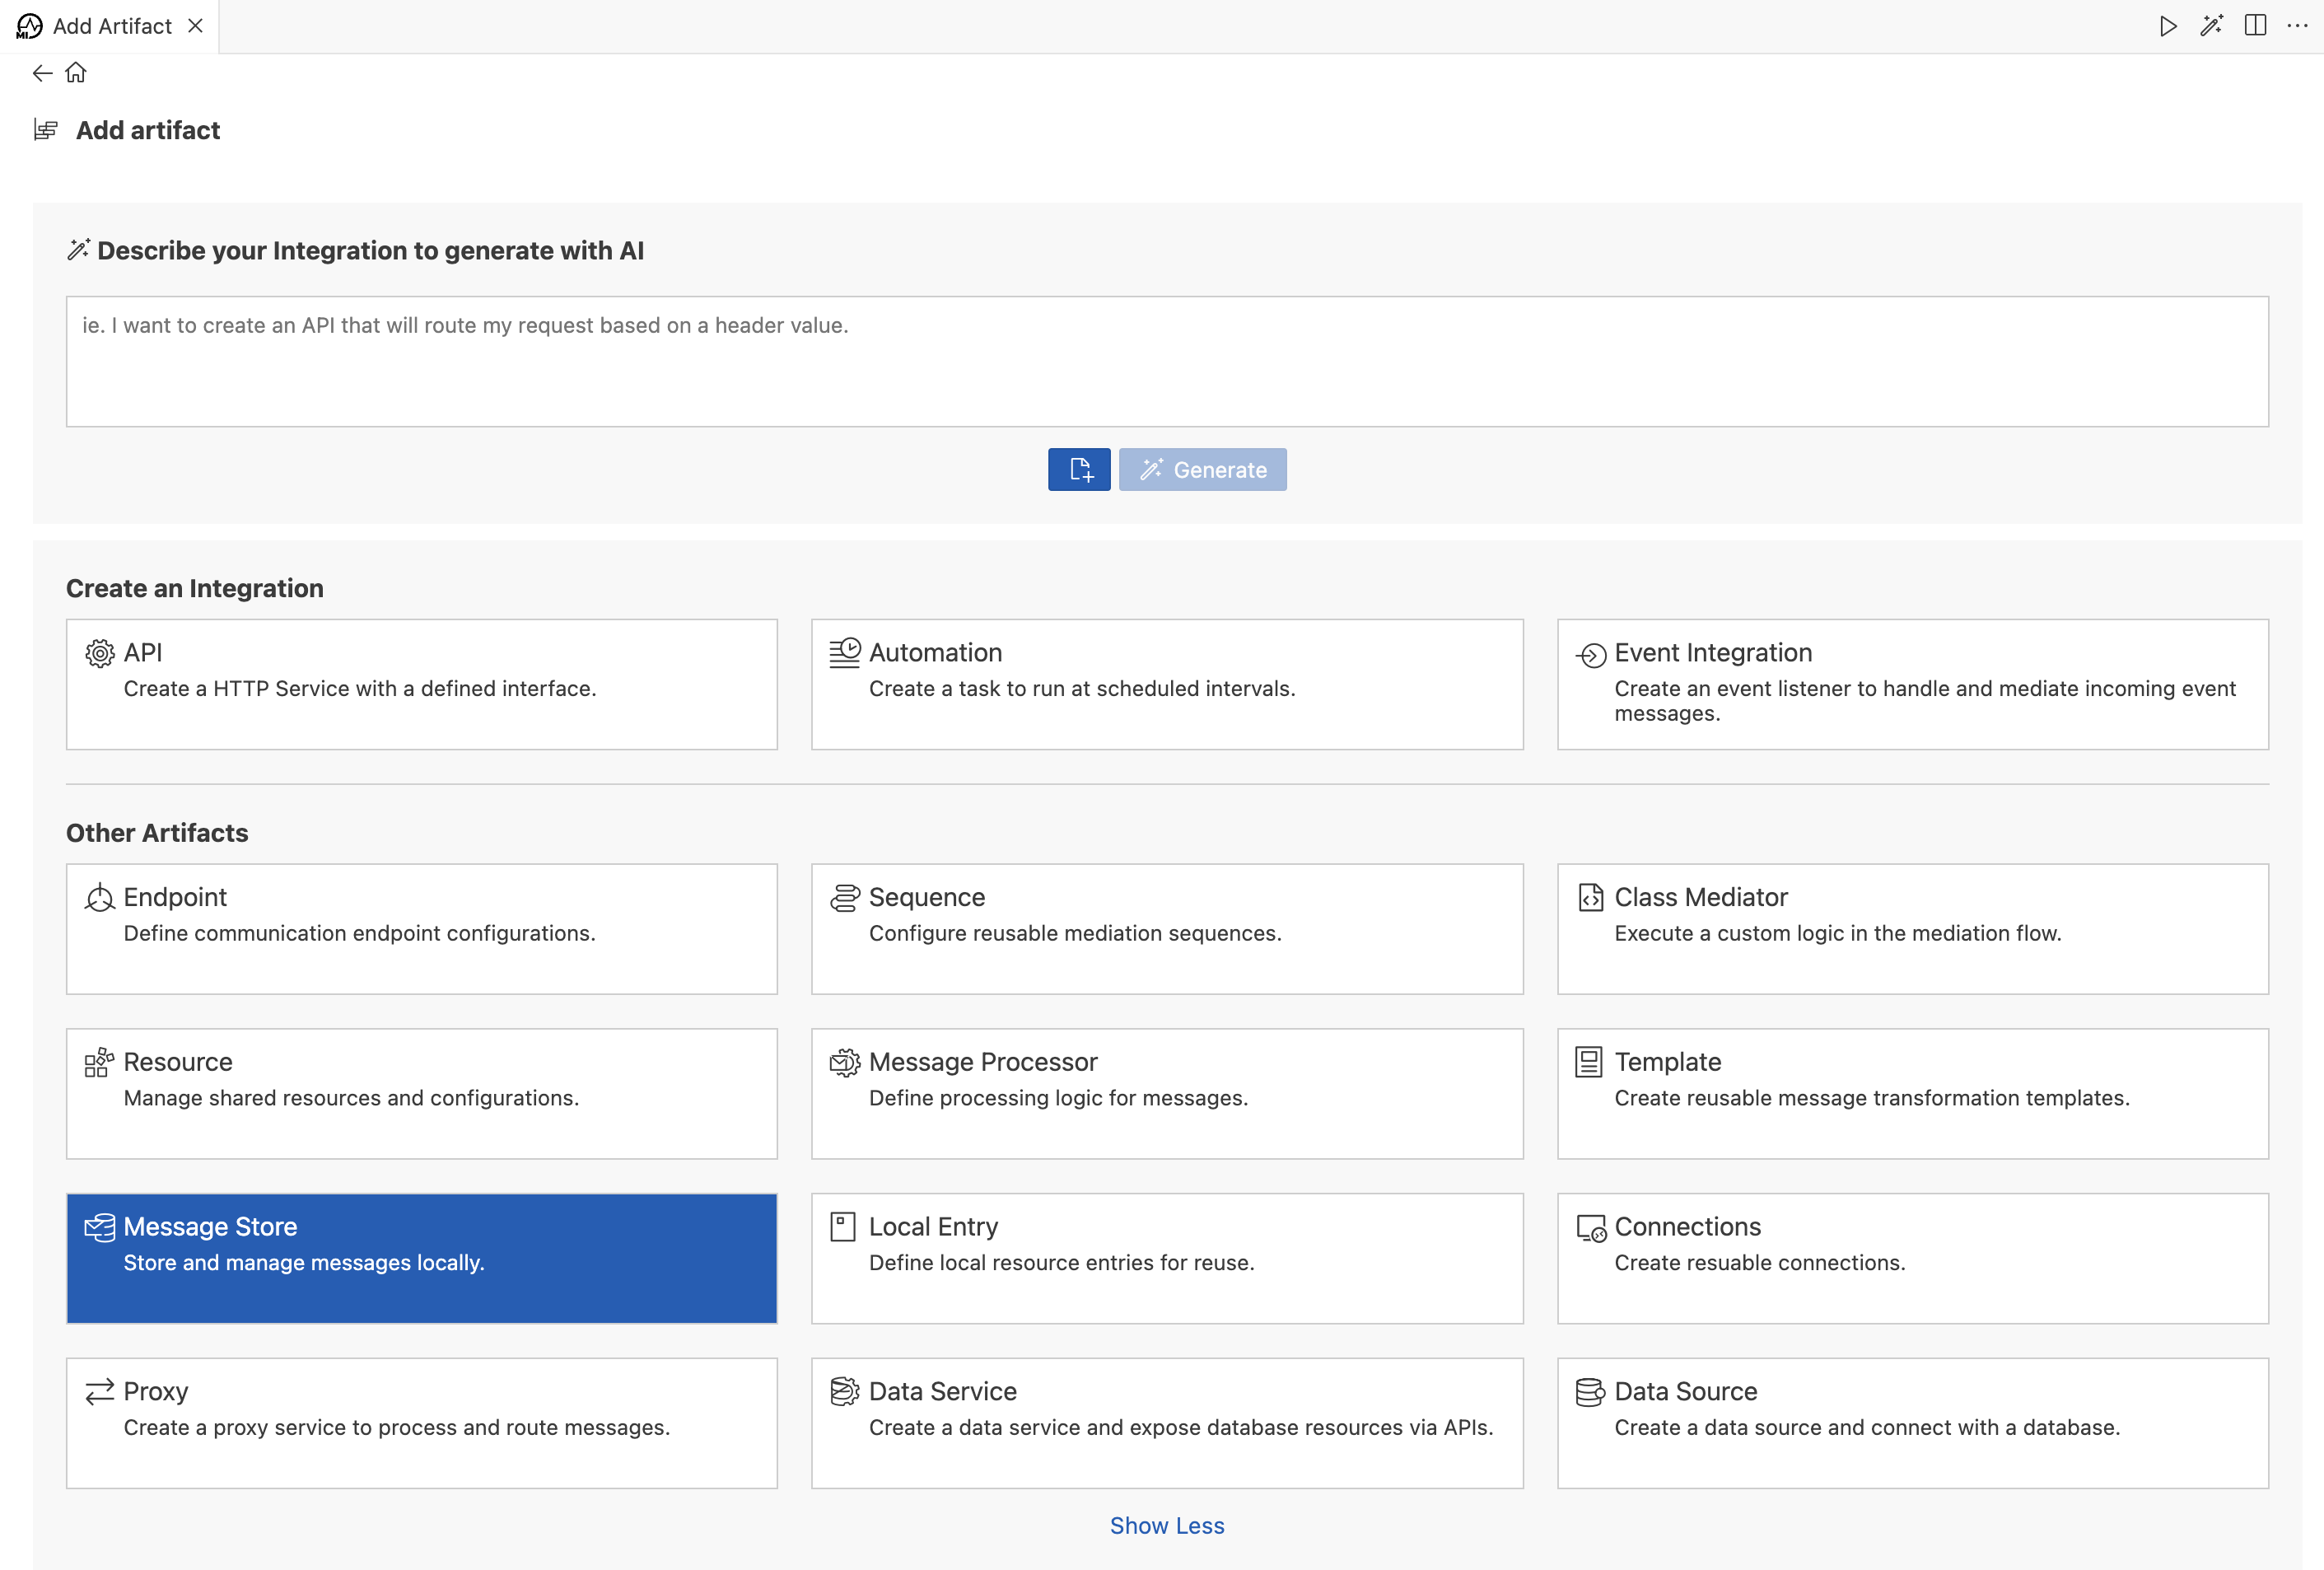 MI Add Artifact
Add artifact
Describe your Integration to generate with AI
ie. I want to create an API that will route my request based on a header value.
Generate
Create an Integration
API
Create a HTTP Service with a defined interface.
Automation
Create a task to run at scheduled intervals.
Event Integration
Create an event listener to handle and mediate incoming event
messages.
Other Artifacts
Endpoint
Define communication endpoint configurations.
Sequence
Configure reusable mediation sequences.
Class Mediator
Execute a custom logic in the mediation flow.
Resource
Manage shared resources and configurations.
Message Processor
Define processing logic for messages.
Template
Create reusable message transformation templates.
Message Store
Store and manage messages locally.
Local Entry
Define local resource entries for reuse.
Connections
Create resuable connections.
Proxy
Create a proxy service to process and route messages.
Data Service
Create a data service and expose database resources via APIs.
Data Source
Create a data source and connect with a database.
Show Less